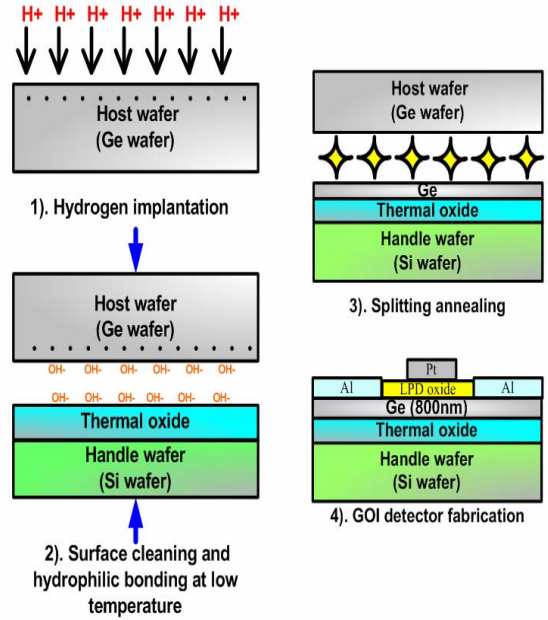 H+ H+ H+ H+ H+ H+ H+
Host wafer
(Ge wafer)
1). Hydrogen implantation
Host wafer
(Ge wafer)
OH- OH- OH- OH- OH- OH-
OH- OH- OH- OH- OH- OH-
Thermal oxide
Handle wafer
(Si wafer)
2). Surface cleaning and
hydrophilic bonding at low
temperature
Host wafer
(Ge wafer)
Ge
Thermal oxide
Handle wafer
(Si wafer)
3). Splitting annealing
Pt
Al LPD oxide Al
Ge (800nm)
Thermal oxide
Handle wafer
(Si wafer)
4). GOI detector fabrication